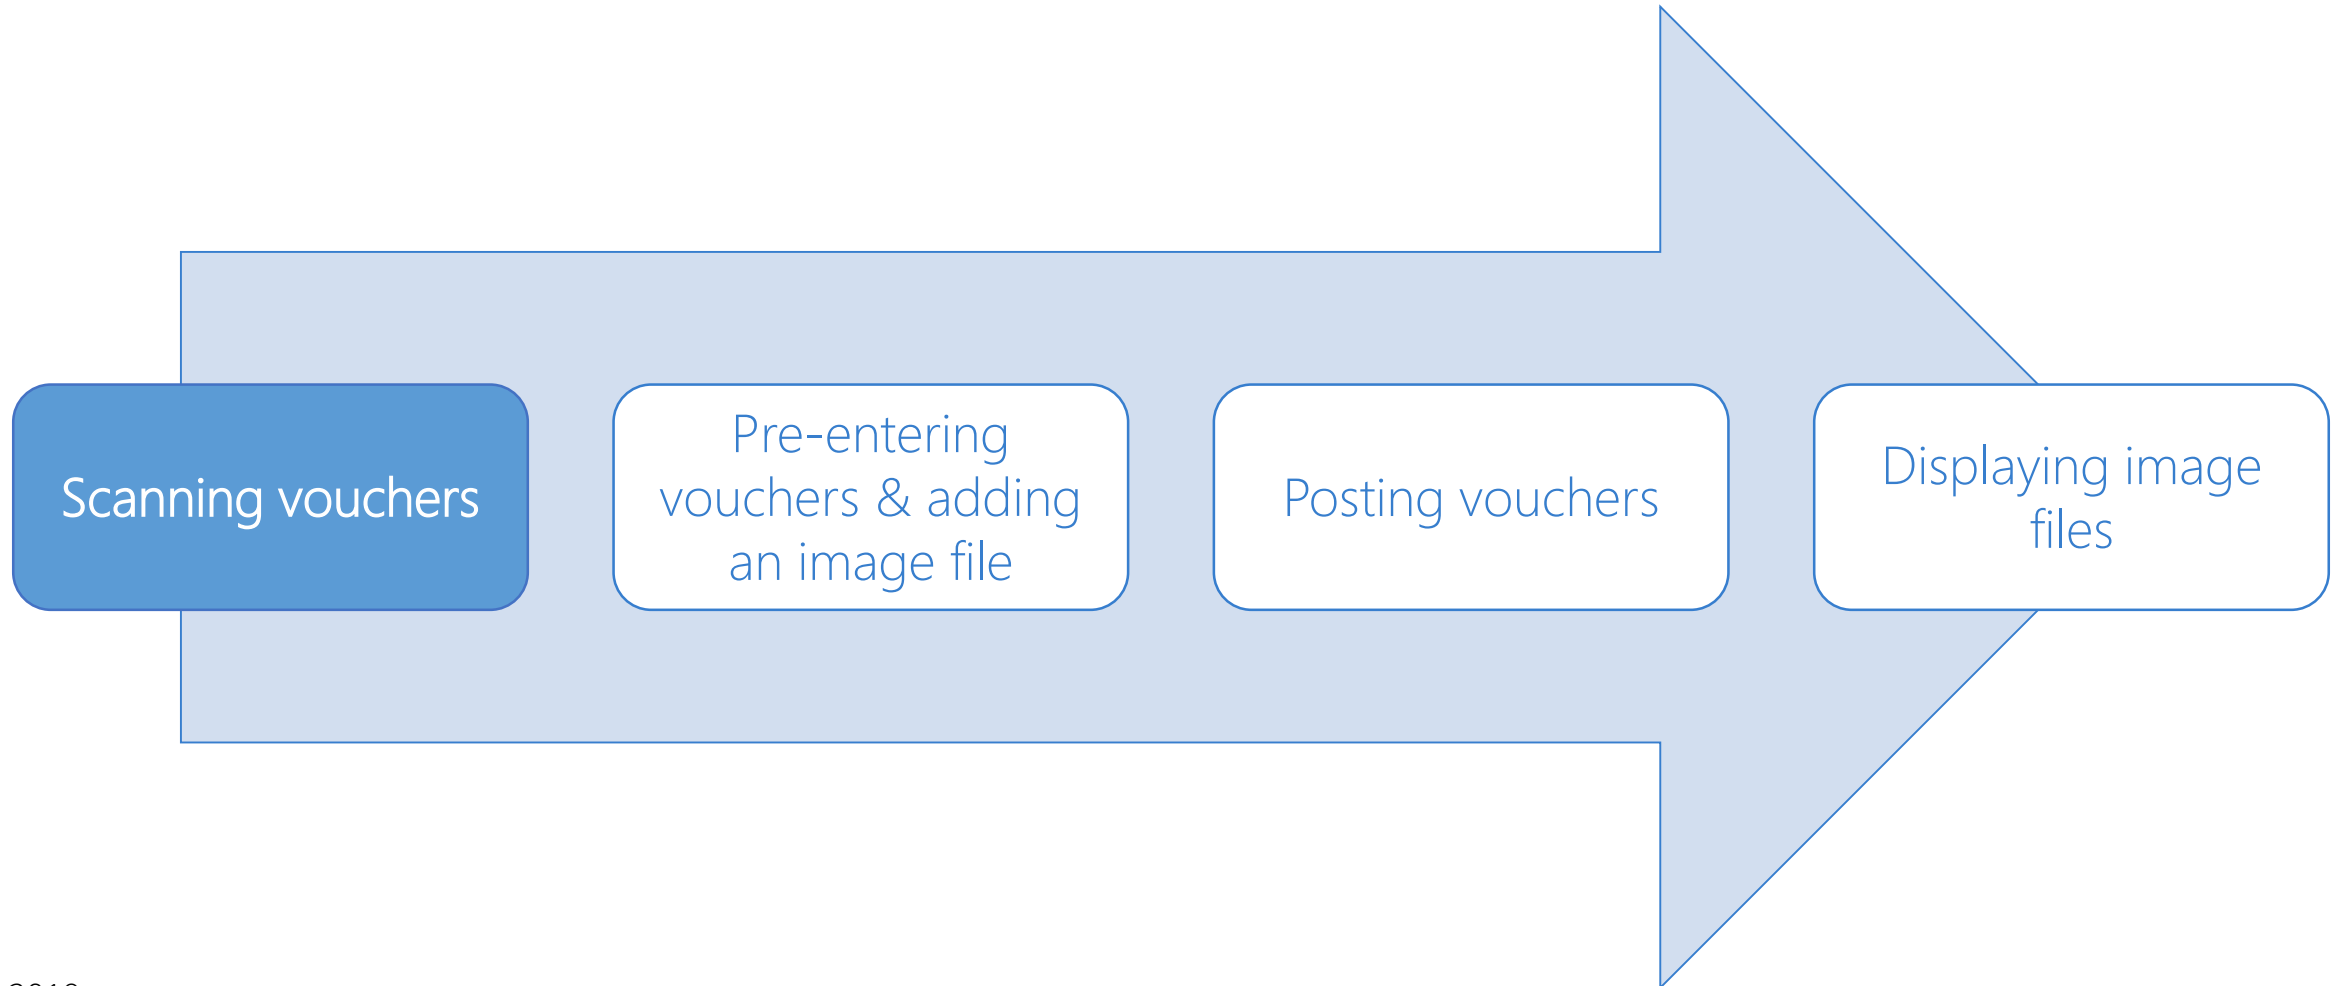 Scanning vouchers
Pre-entering
vouchers & adding
an image file
Posting vouchers
Displaying image
files